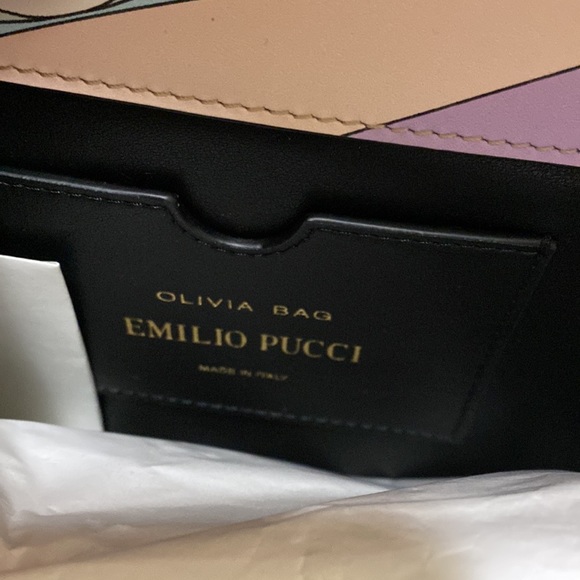 OLIVIA BAG
EMILIO PUCCI
MADE IN ITALY